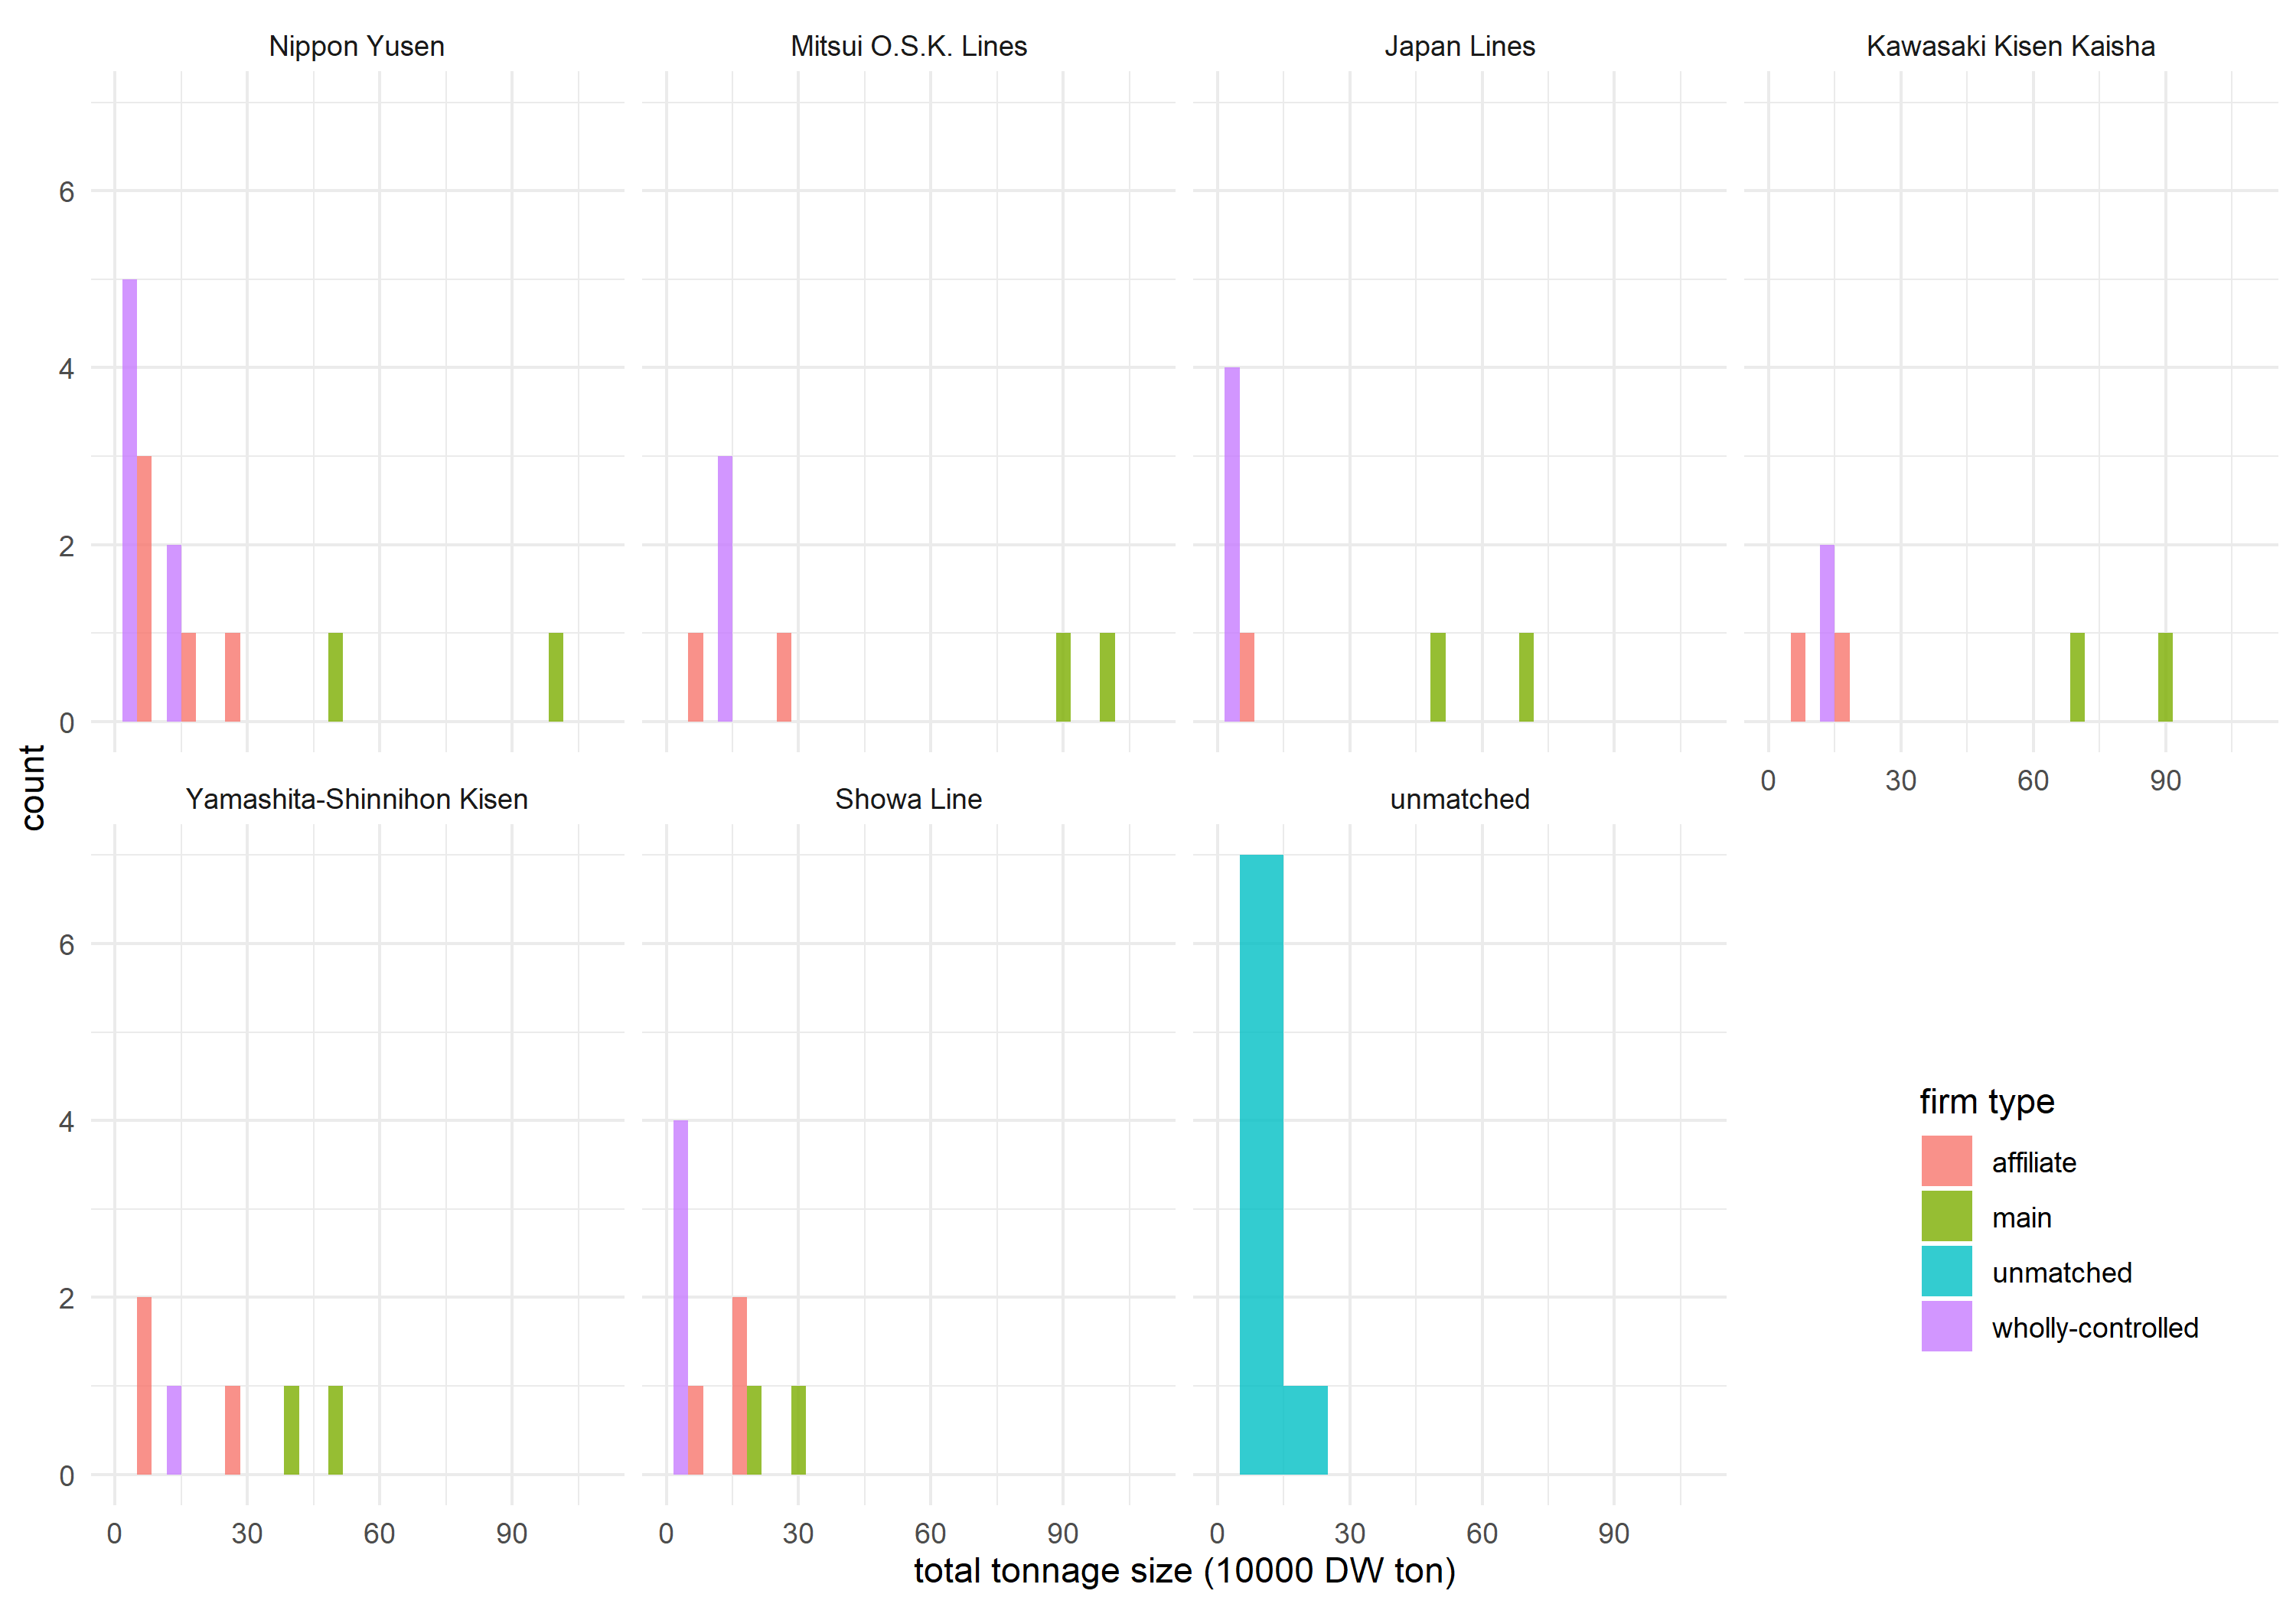 Nippon Yusen
Mitsui O.S.K. Lines
Japan Lines
Kawasaki Kisen Kaisha
6
4
2
0
0 30 60 90
count
Yamashita-Shinnihon Kisen
Showa Line
unmatched
6
4
2
0
0 30 60 90
0 30 60 90
0 30 60 90
total tonnage size (10000 DW ton)
firm type
affiliate
main
unmatched
wholly-controlled